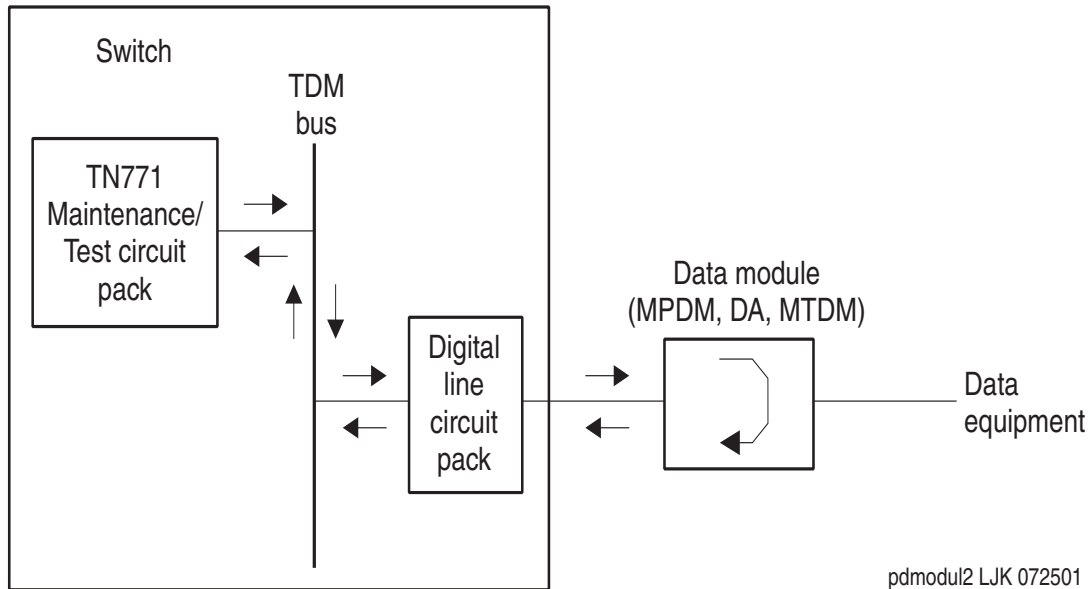 Switch
TDM
bus
TN771
Maintenance/
Test circuit
pack
Data module
(MPDM, DA, MTDM)
Digital
line
circuit
pack
Data
equipment
pdmodul2 LJK 072501